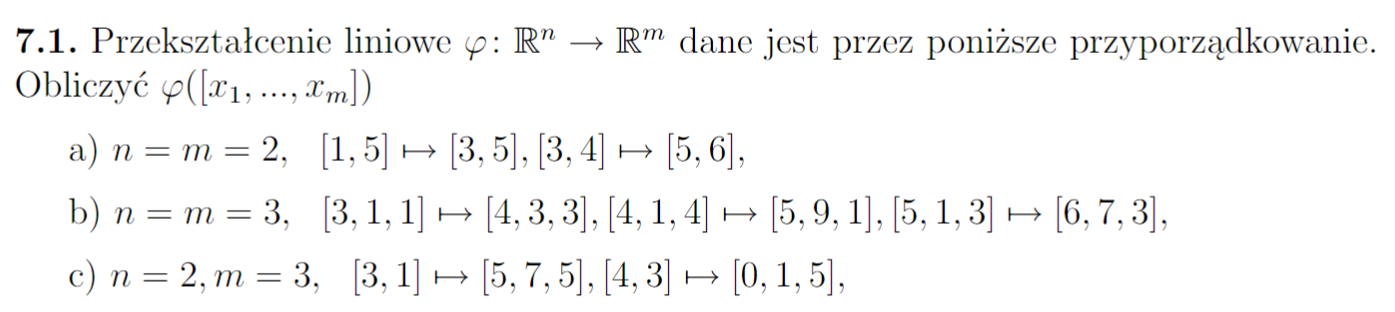 7.1. Przekształcenie liniowe φ: ℝⁿ → ℝᵐ dane jest przez poniższe przyporządkowanie.
Obliczyć φ([x₁, ..., xₘ])
a) n = m = 2, [1, 5] ↦ [3, 5], [3, 4] ↦ [5, 6],
b) n = m = 3, [3, 1, 1] ↦ [4, 3, 3], [4, 1, 4] ↦ [5, 9, 1], [5, 1, 3] ↦ [6, 7, 3],
c) n = 2, m = 3, [3, 1] ↦ [5, 7, 5], [4, 3] ↦ [0, 1, 5],